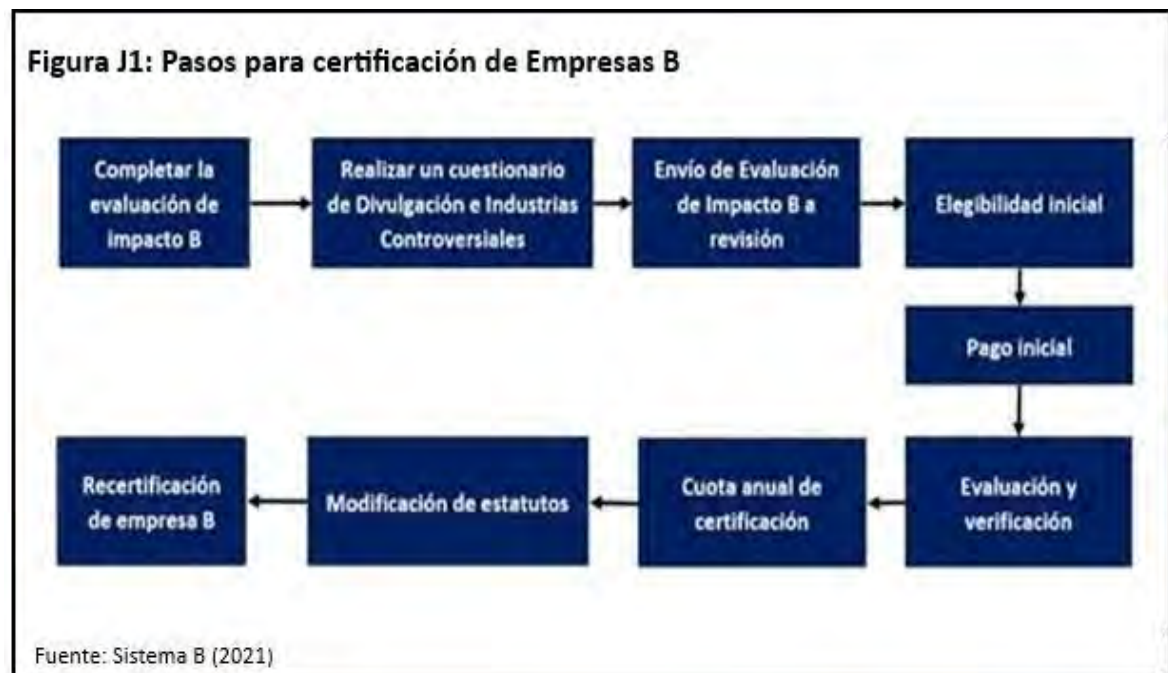 Figura J1: Pasos para certificación de Empresas B
Completar la
evaluación de
impacto B
Realizar un cuestionario
de Divulgación e Industrias
Controversiales
Envío de Evaluación
de Impacto B a
revisión
Elegibilidad inicial
Pago inicial
Evaluación y
verificación
Cuota anual de
certificación
Modificación de estatutos
Recertificación
de empresa B
Fuente: Sistema B (2021)